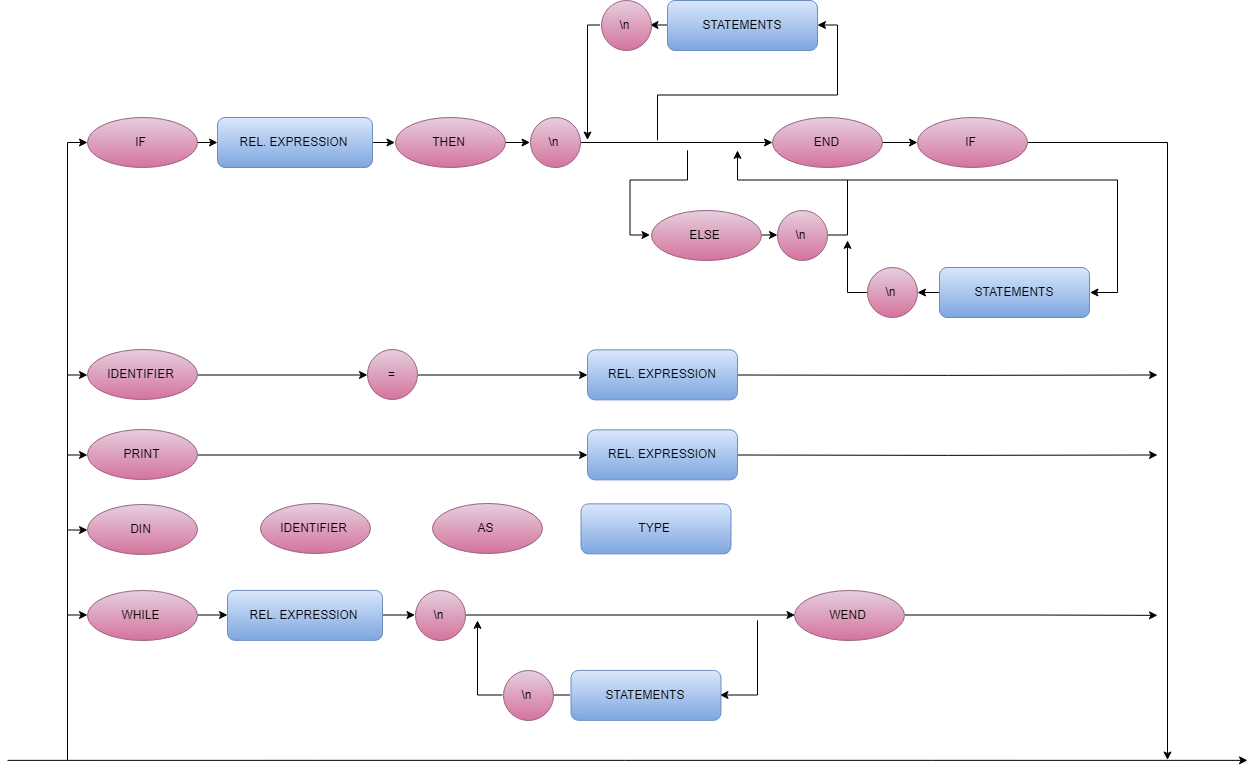 \n
STATEMENTS
IF
REL. EXPRESSION
THEN
\n
END
IF
ELSE
\n
\n
STATEMENTS
IDENTIFIER
=
REL. EXPRESSION
PRINT
REL. EXPRESSION
DIN
IDENTIFIER
AS
TYPE
WHILE
REL. EXPRESSION
\n
WEND
\n
STATEMENTS